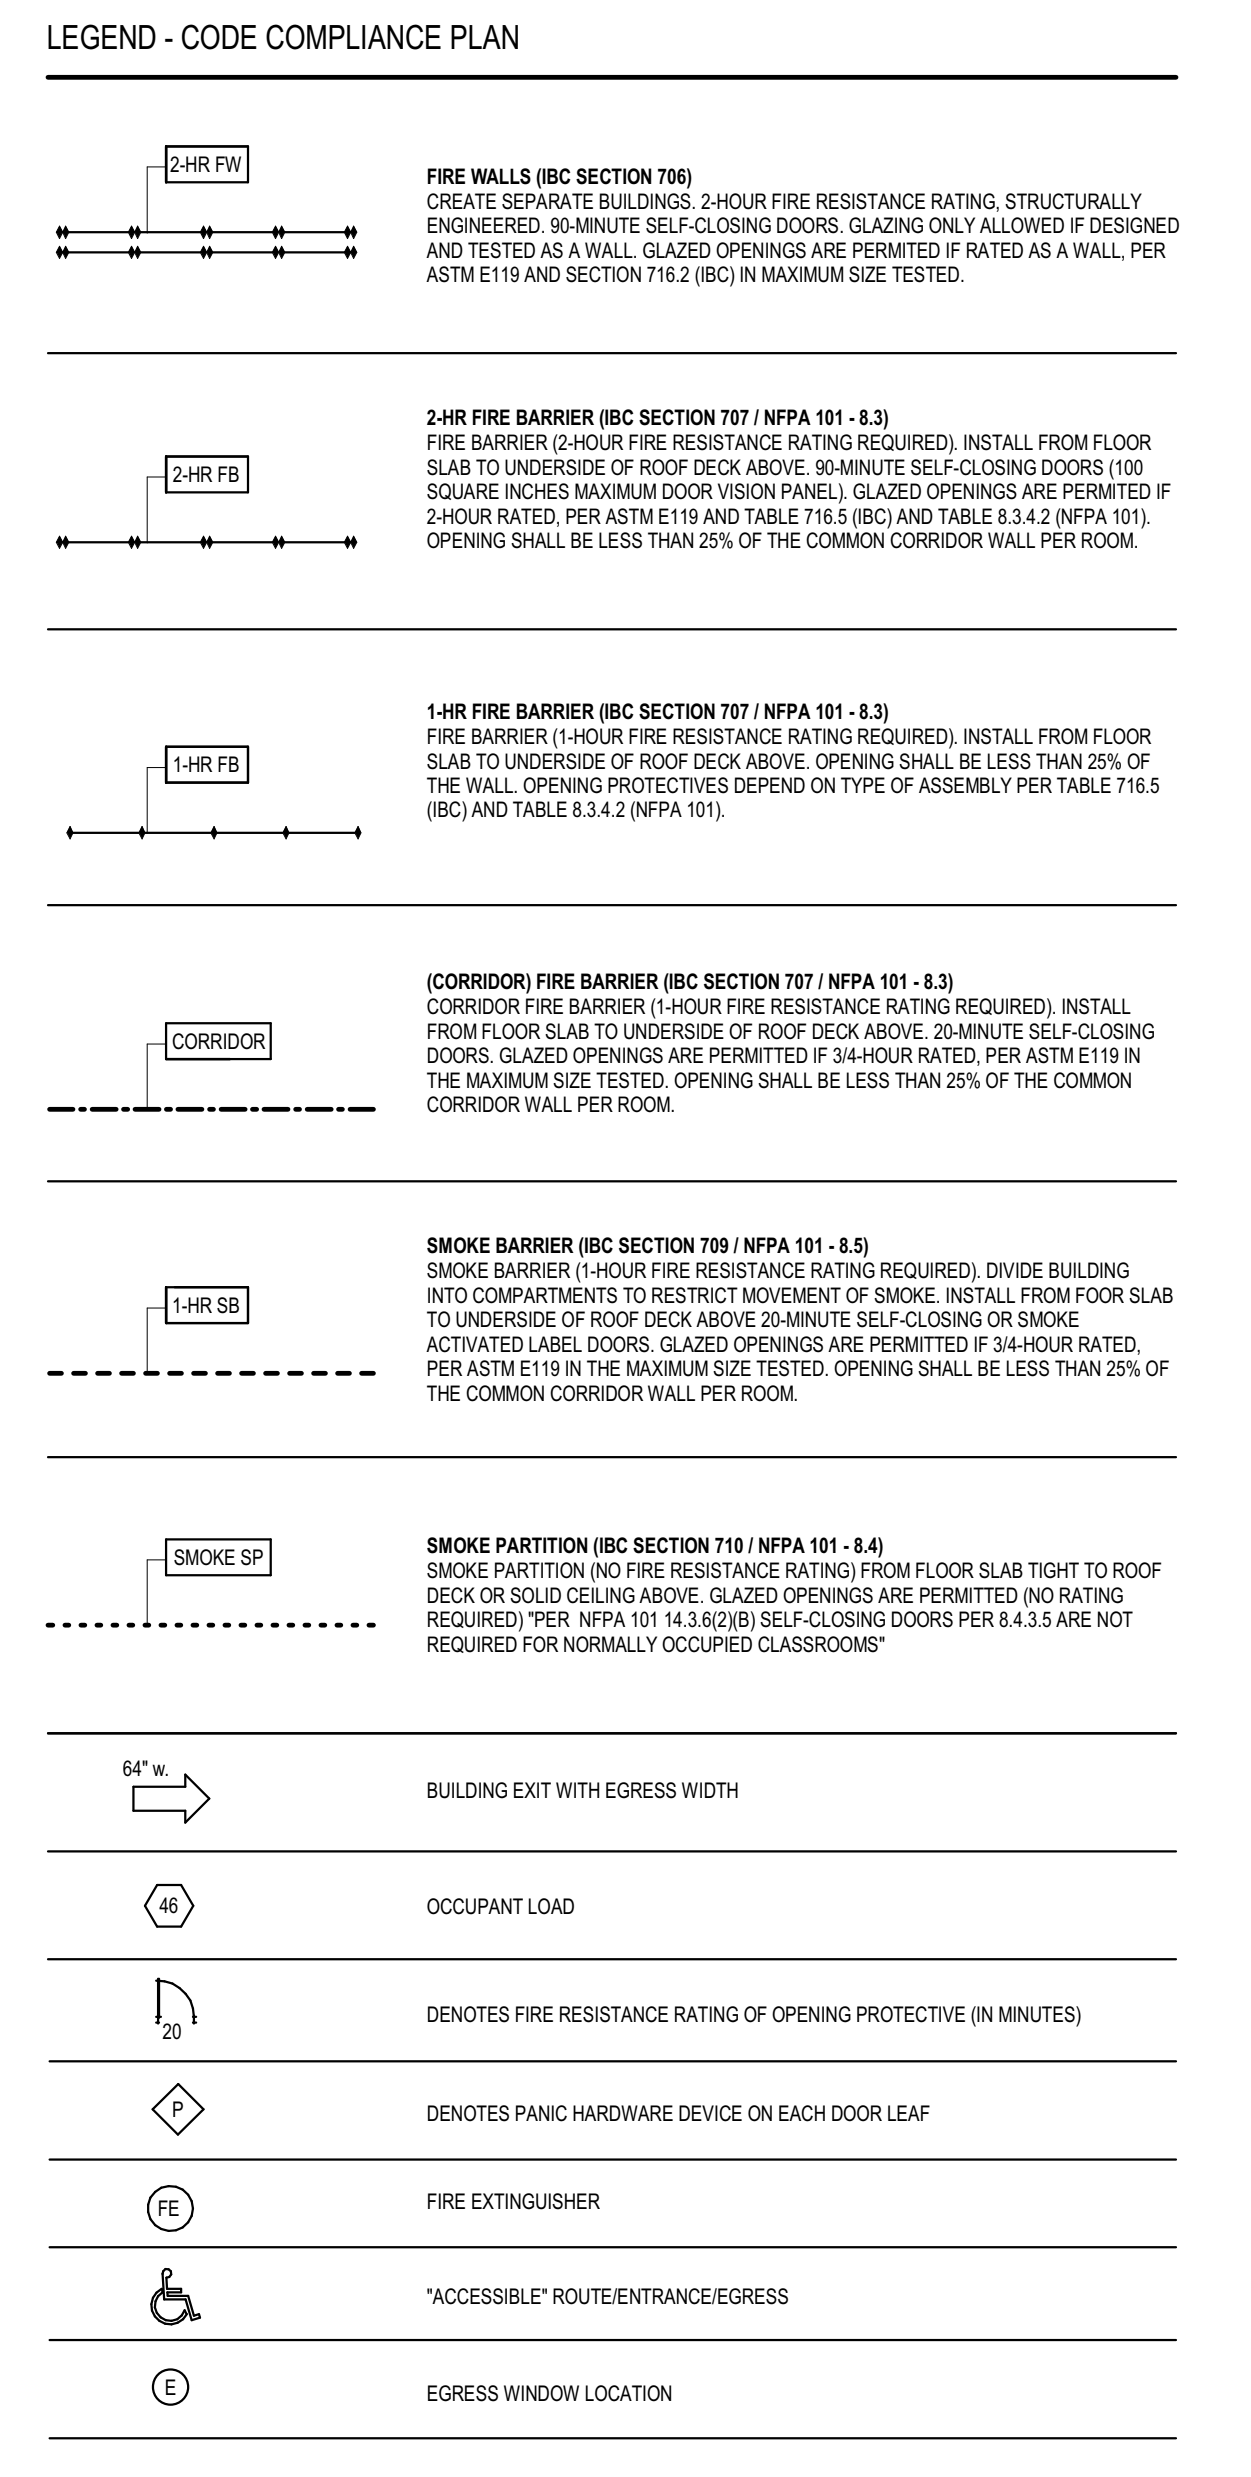 LEGEND - CODE COMPLIANCE PLAN
2-HR FW
FIRE WALLS (IBC SECTION 706)
CREATE SEPARATE BUILDINGS. 2-HOUR FIRE RESISTANCE RATING, STRUCTURALLY
ENGINEERED. 90-MINUTE SELF-CLOSING DOORS. GLAZING ONLY ALLOWED IF DESIGNED
AND TESTED AS A WALL. GLAZED OPENINGS ARE PERMITED IF RATED AS A WALL, PER
ASTM E119 AND SECTION 716.2 (IBC) IN MAXIMUM SIZE TESTED.
2-HR FB
2-HR FIRE BARRIER (IBC SECTION 707 / NFPA 101 - 8.3)
FIRE BARRIER (2-HOUR FIRE RESISTANCE RATING REQUIRED). INSTALL FROM FLOOR
SLAB TO UNDERSIDE OF ROOF DECK ABOVE. 90-MINUTE SELF-CLOSING DOORS (100
SQUARE INCHES MAXIMUM DOOR VISION PANEL). GLAZED OPENINGS ARE PERMITED IF
2-HOUR RATED, PER ASTM E119 AND TABLE 716.5 (IBC) AND TABLE 8.3.4.2 (NFPA 101).
OPENING SHALL BE LESS THAN 25% OF THE COMMON CORRIDOR WALL PER ROOM.
1-HR FB
1-HR FIRE BARRIER (IBC SECTION 707 / NFPA 101 - 8.3)
FIRE BARRIER (1-HOUR FIRE RESISTANCE RATING REQUIRED). INSTALL FROM FLOOR
SLAB TO UNDERSIDE OF ROOF DECK ABOVE. OPENING SHALL BE LESS THAN 25% OF
THE WALL. OPENING PROTECTIVES DEPEND ON TYPE OF ASSEMBLY PER TABLE 716.5
(IBC) AND TABLE 8.3.4.2 (NFPA 101).
CORRIDOR
(CORRIDOR) FIRE BARRIER (IBC SECTION 707 / NFPA 101 - 8.3)
CORRIDOR FIRE BARRIER (1-HOUR FIRE RESISTANCE RATING REQUIRED). INSTALL
FROM FLOOR SLAB TO UNDERSIDE OF ROOF DECK ABOVE. 20-MINUTE SELF-CLOSING
DOORS. GLAZED OPENINGS ARE PERMITTED IF 3/4-HOUR RATED, PER ASTM E119 IN
THE MAXIMUM SIZE TESTED. OPENING SHALL BE LESS THAN 25% OF THE COMMON
CORRIDOR WALL PER ROOM.
1-HR SB
SMOKE BARRIER (IBC SECTION 709 / NFPA 101 - 8.5)
SMOKE BARRIER (1-HOUR FIRE RESISTANCE RATING REQUIRED). DIVIDE BUILDING
INTO COMPARTMENTS TO RESTRICT MOVEMENT OF SMOKE. INSTALL FROM FOOR SLAB
TO UNDERSIDE OF ROOF DECK ABOVE 20-MINUTE SELF-CLOSING OR SMOKE
ACTIVATED LABEL DOORS. GLAZED OPENINGS ARE PERMITTED IF 3/4-HOUR RATED,
PER ASTM E119 IN THE MAXIMUM SIZE TESTED. OPENING SHALL BE LESS THAN 25% OF
THE COMMON CORRIDOR WALL PER ROOM.
SMOKE SP
SMOKE PARTITION (IBC SECTION 710 / NFPA 101 - 8.4)
SMOKE PARTITION (NO FIRE RESISTANCE RATING) FROM FLOOR SLAB TIGHT TO ROOF
DECK OR SOLID CEILING ABOVE. GLAZED OPENINGS ARE PERMITTED (NO RATING
REQUIRED) "PER NFPA 101 14.3.6(2)(B) SELF-CLOSING DOORS PER 8.4.3.5 ARE NOT
REQUIRED FOR NORMALLY OCCUPIED CLASSROOMS"
64" w.
BUILDING EXIT WITH EGRESS WIDTH
46
OCCUPANT LOAD
20
DENOTES FIRE RESISTANCE RATING OF OPENING PROTECTIVE (IN MINUTES)
P
DENOTES PANIC HARDWARE DEVICE ON EACH DOOR LEAF
FE
FIRE EXTINGUISHER
"ACCESSIBLE" ROUTE/ENTRANCE/EGRESS
E
EGRESS WINDOW LOCATION